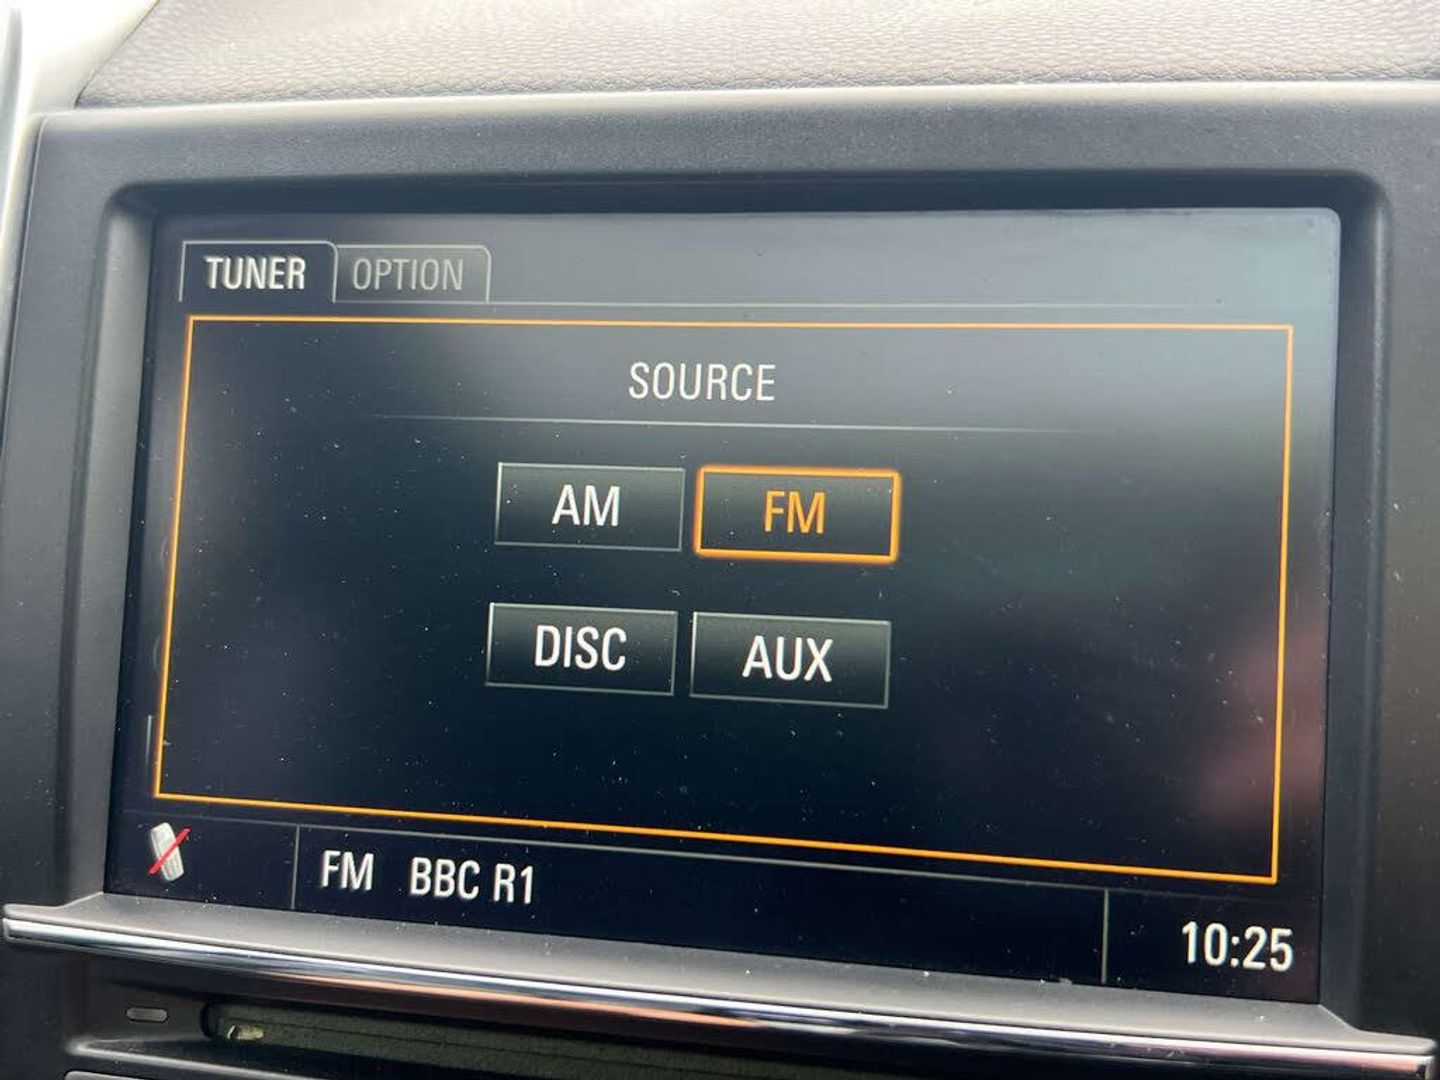 TUNER OPTION
SOURCE
AM FM
DISC AUX
FM BBC R1
10:25